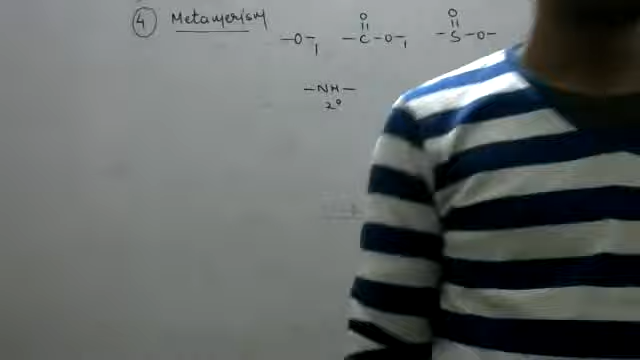 ④ Metamerism
O O
|| ||
—O—, —C—O—, —S—O—
—NH—
2°